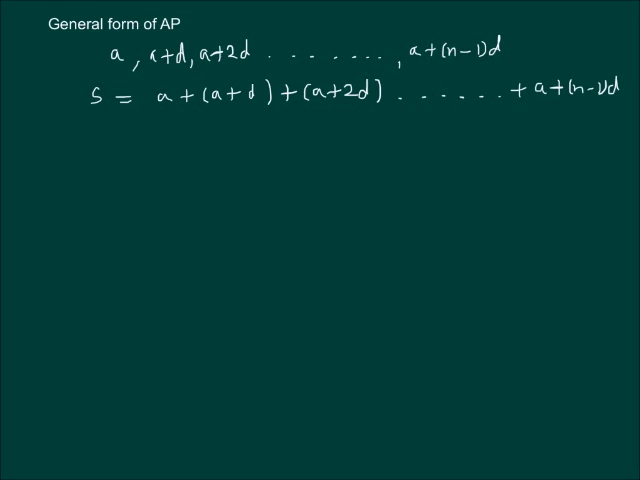 General form of AP
a, a+d, a+2d ........, a+(n-1)d
S = a+(a+d)+(a+2d) ....... + a+(n-1)d